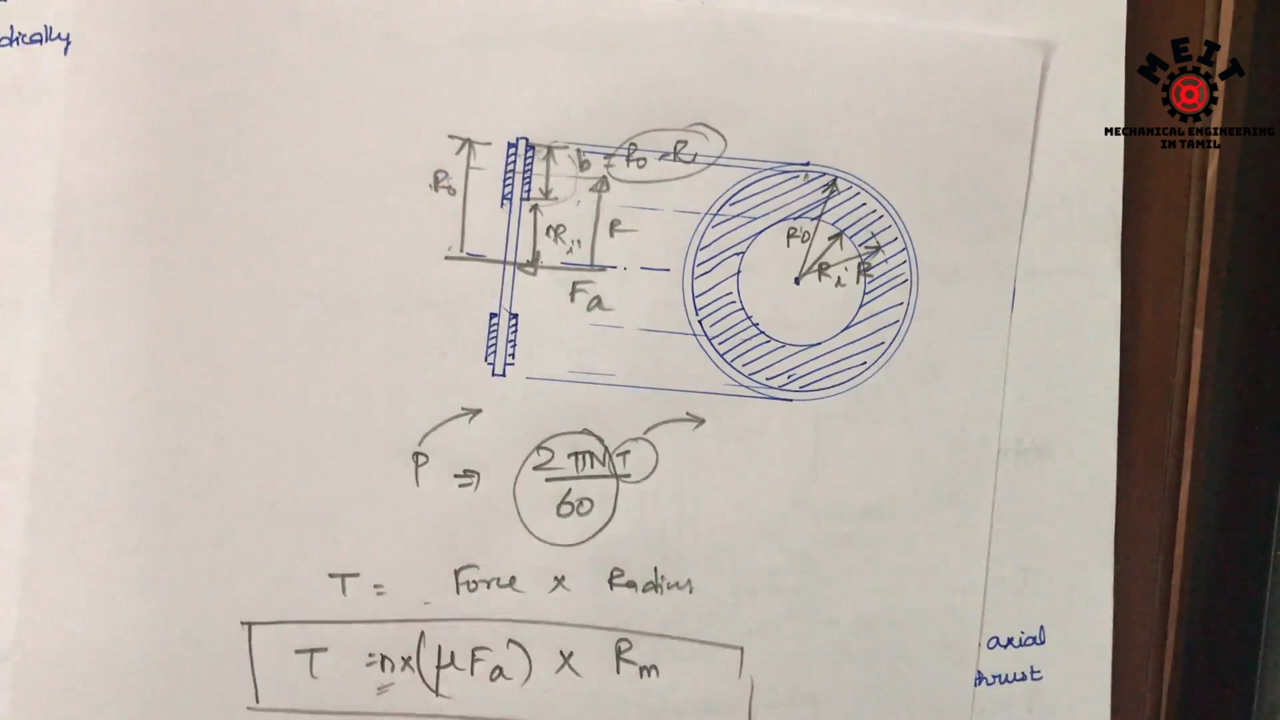 dically
MEIT
MECHANICAL ENGINEERING
IN TAMIL
b = Ro - Ri
Ro
Ri
R
Fa
Ro
Ri
R
P ⇒ 2πNT
60
T = Force × Radius
T = n×(μFa) × Rm
axial
thrust